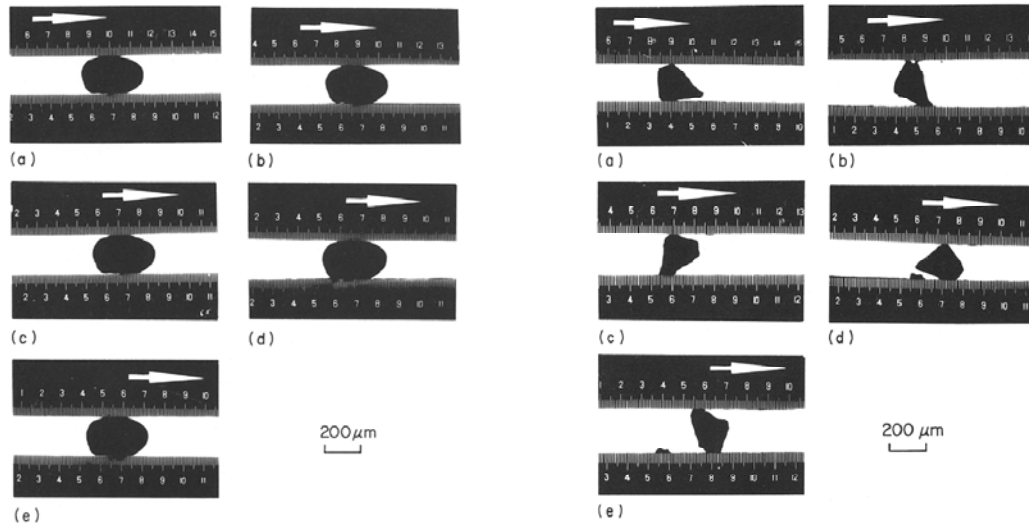 6 7 8 9 10 11 12 13 14 15
2 3 4 5 6 7 8 9 10 11 12
(a)
4 5 6 7 8 9 10 11 12 13
2 3 4 5 6 7 8 9 10 11
(b)
2 3 4 5 6 7 8 9 10 11
2 3 4 5 6 7 8 9 10 11
(c)
2 3 4 5 6 7 8 9 10 11
2 3 4 5 6 7 8 9 10 11
(d)
1 2 3 4 5 6 7 8 9 10
2 3 4 5 6 7 8 9 10 11 12
(e)
200 μm
6 7 8 9 10 11 12 13 14 15
1 2 3 4 5 6 7 8 9 10
(a)
5 6 7 8 9 10 11 12 13 14
1 2 3 4 5 6 7 8 9 10
(b)
4 5 6 7 8 9 10 11 12 13
3 4 5 6 7 8 9 10 11 12
(c)
2 3 4 5 6 7 8 9 10 11
2 3 4 5 6 7 8 9 10 11
(d)
1 2 3 4 5 6 7 8 9 10
3 4 5 6 7 8 9 10 11 12
(e)
200 μm